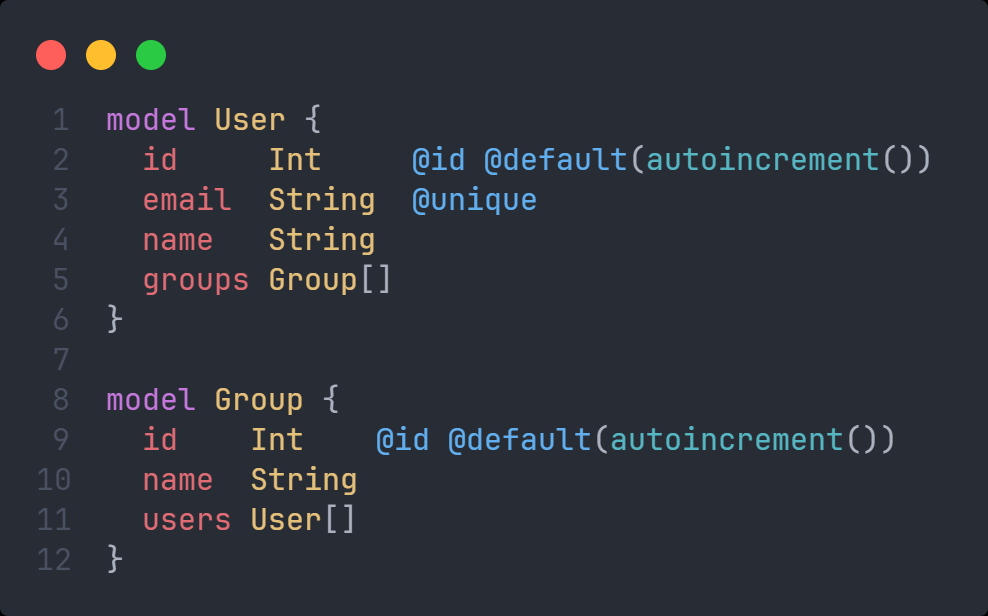 1 model User {
2   id     Int     @id @default(autoincrement())
3   email  String  @unique
4   name   String
5   groups Group[]
6 }
7
8 model Group {
9   id    Int    @id @default(autoincrement())
10   name  String
11   users User[]
12 }